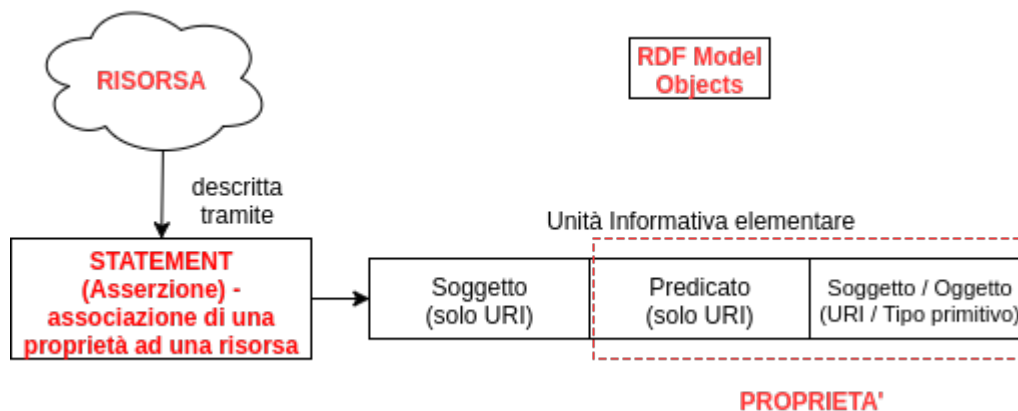 RISORSA
RDF Model
Objects
descritta
tramite
Unità Informativa elementare
STATEMENT
(Asserzione) -
associazione di una
proprietà ad una risorsa
Soggetto
(solo URI)
Predicato
(solo URI)
Soggetto / Oggetto
(URI / Tipo primitivo)
PROPRIETA'